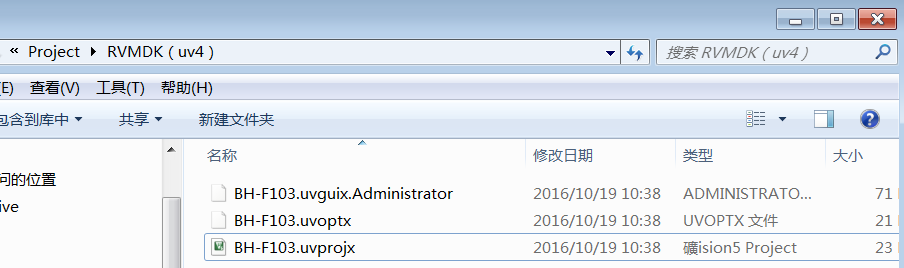 « Project ▸ RVMDK（uv4）
搜索 RVMDK（uv4）
(E) 查看(V) 工具(T) 帮助(H)
包含到库中 共享 新建文件夹
名称 修改日期 类型 大小
问的位置
ive
BH-F103.uvguix.Administrator 2016/10/19 10:38 ADMINISTRATO... 71
BH-F103.uvoptx 2016/10/19 10:38 UVOPTX 文件 21
BH-F103.uvprojx 2016/10/19 10:38 礦ision5 Project 23